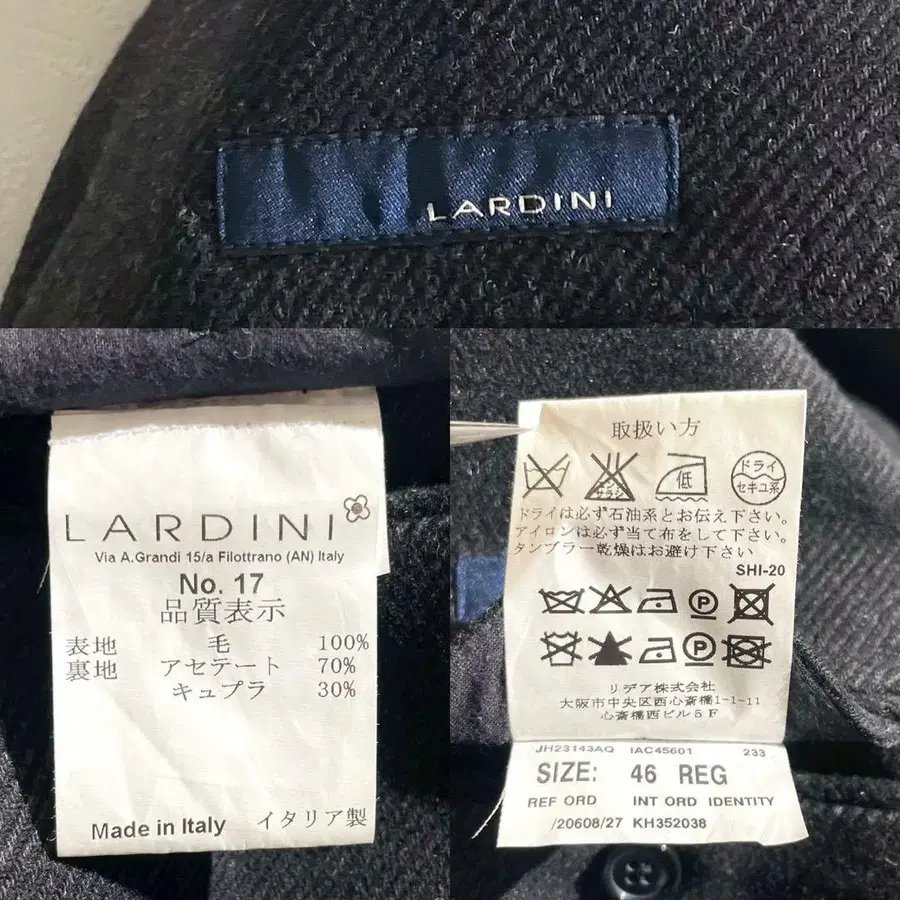 LARDINI
LARDINI
Via A.Grandi 15/a Filottrano (AN) Italy
No. 17
品質表示
表地 毛 100%
裏地 アセテート 70%
キュプラ 30%
Made in Italy イタリア製
取扱い方
エンソ サラシ 低 ドライ セキユ系
ドライは必ず石油系とお伝え下さい。
アイロンは必ず当て布をして下さい。
タンブラー乾燥はお避け下さい
SHI-20
P
P
リデア株式会社
大阪市中央区西心斎橋1-1-11
心斎橋西ビル5F
JH23143AQ IAC45601 233
SIZE: 46 REG
REF ORD INT ORD IDENTITY
/20608/27 KH352038